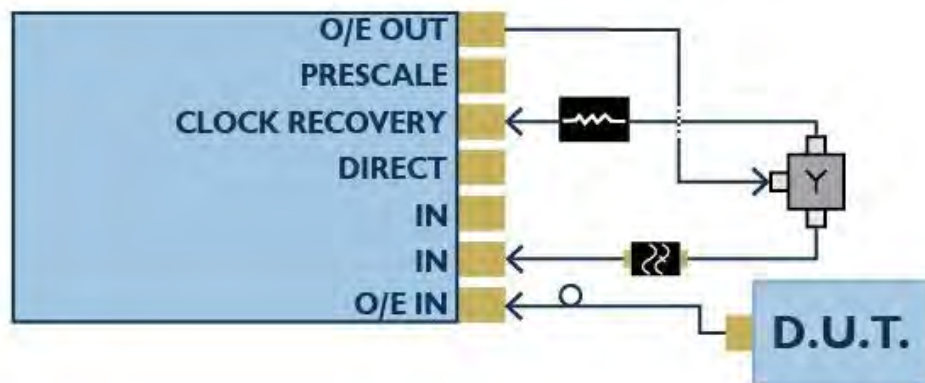 O/E OUT
PRESCALE
CLOCK RECOVERY
DIRECT
IN
IN
O/E IN
Y
D.U.T.